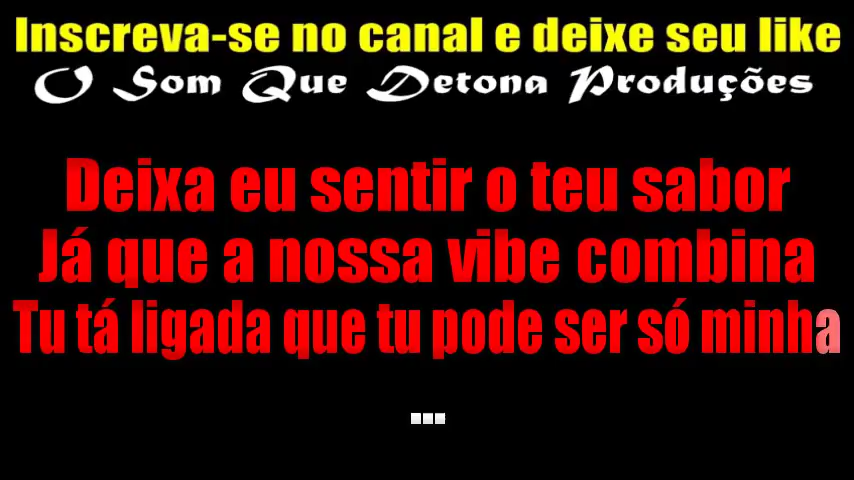 Inscreva-se no canal e deixe seu like
O Som Que Detona Produções
Deixa eu sentir o teu sabor
Já que a nossa vibe combina
Tu tá ligada que tu pode ser só minha
...